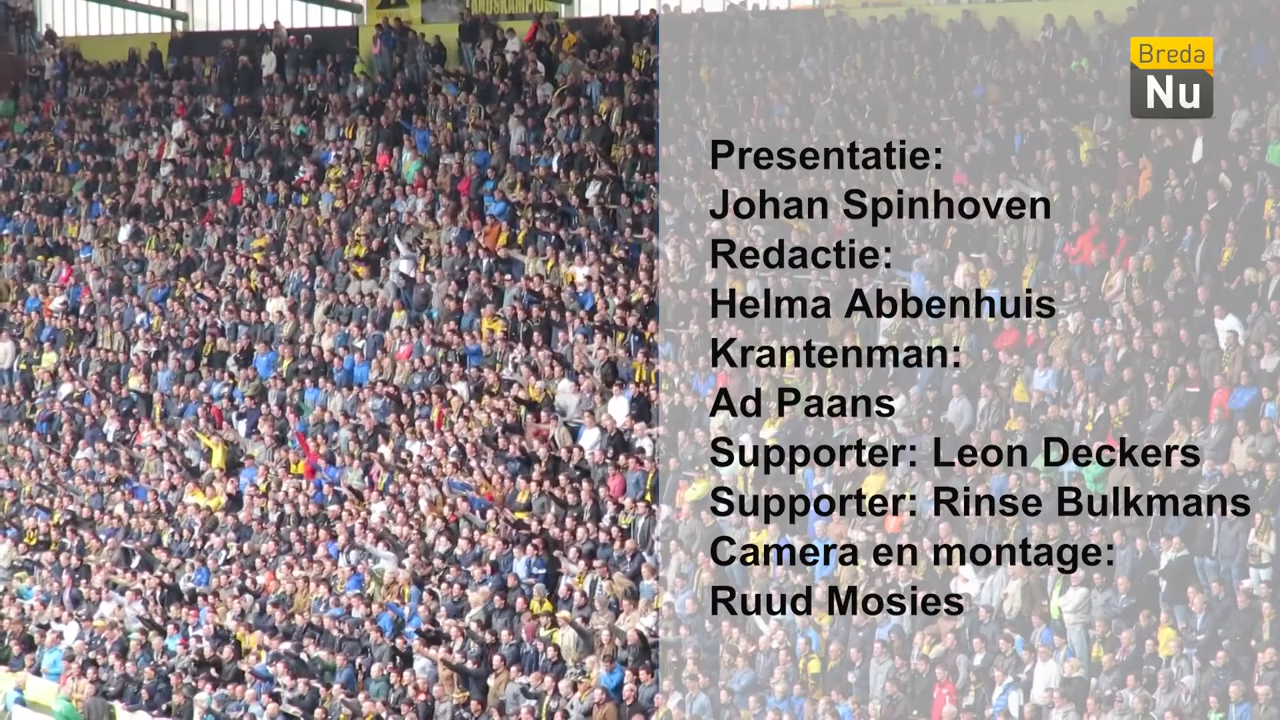 LANDSKAMPIOEN
Breda
Nu
Presentatie:
Johan Spinhoven
Redactie:
Helma Abbenhuis
Krantenman:
Ad Paans
Supporter: Leon Deckers
Supporter: Rinse Bulkmans
Camera en montage:
Ruud Mosies